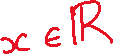 x ∈ ℝ